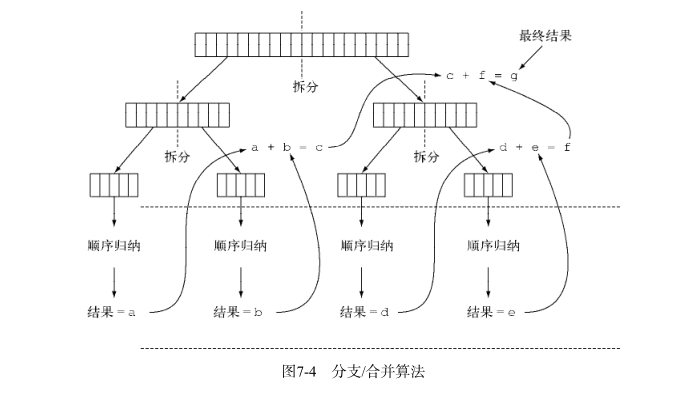 最终结果
c + f = g
拆分
a + b = c
d + e = f
拆分
拆分
顺序归纳
顺序归纳
顺序归纳
顺序归纳
结果=a
结果=b
结果=d
结果=e
图7-4 分支/合并算法